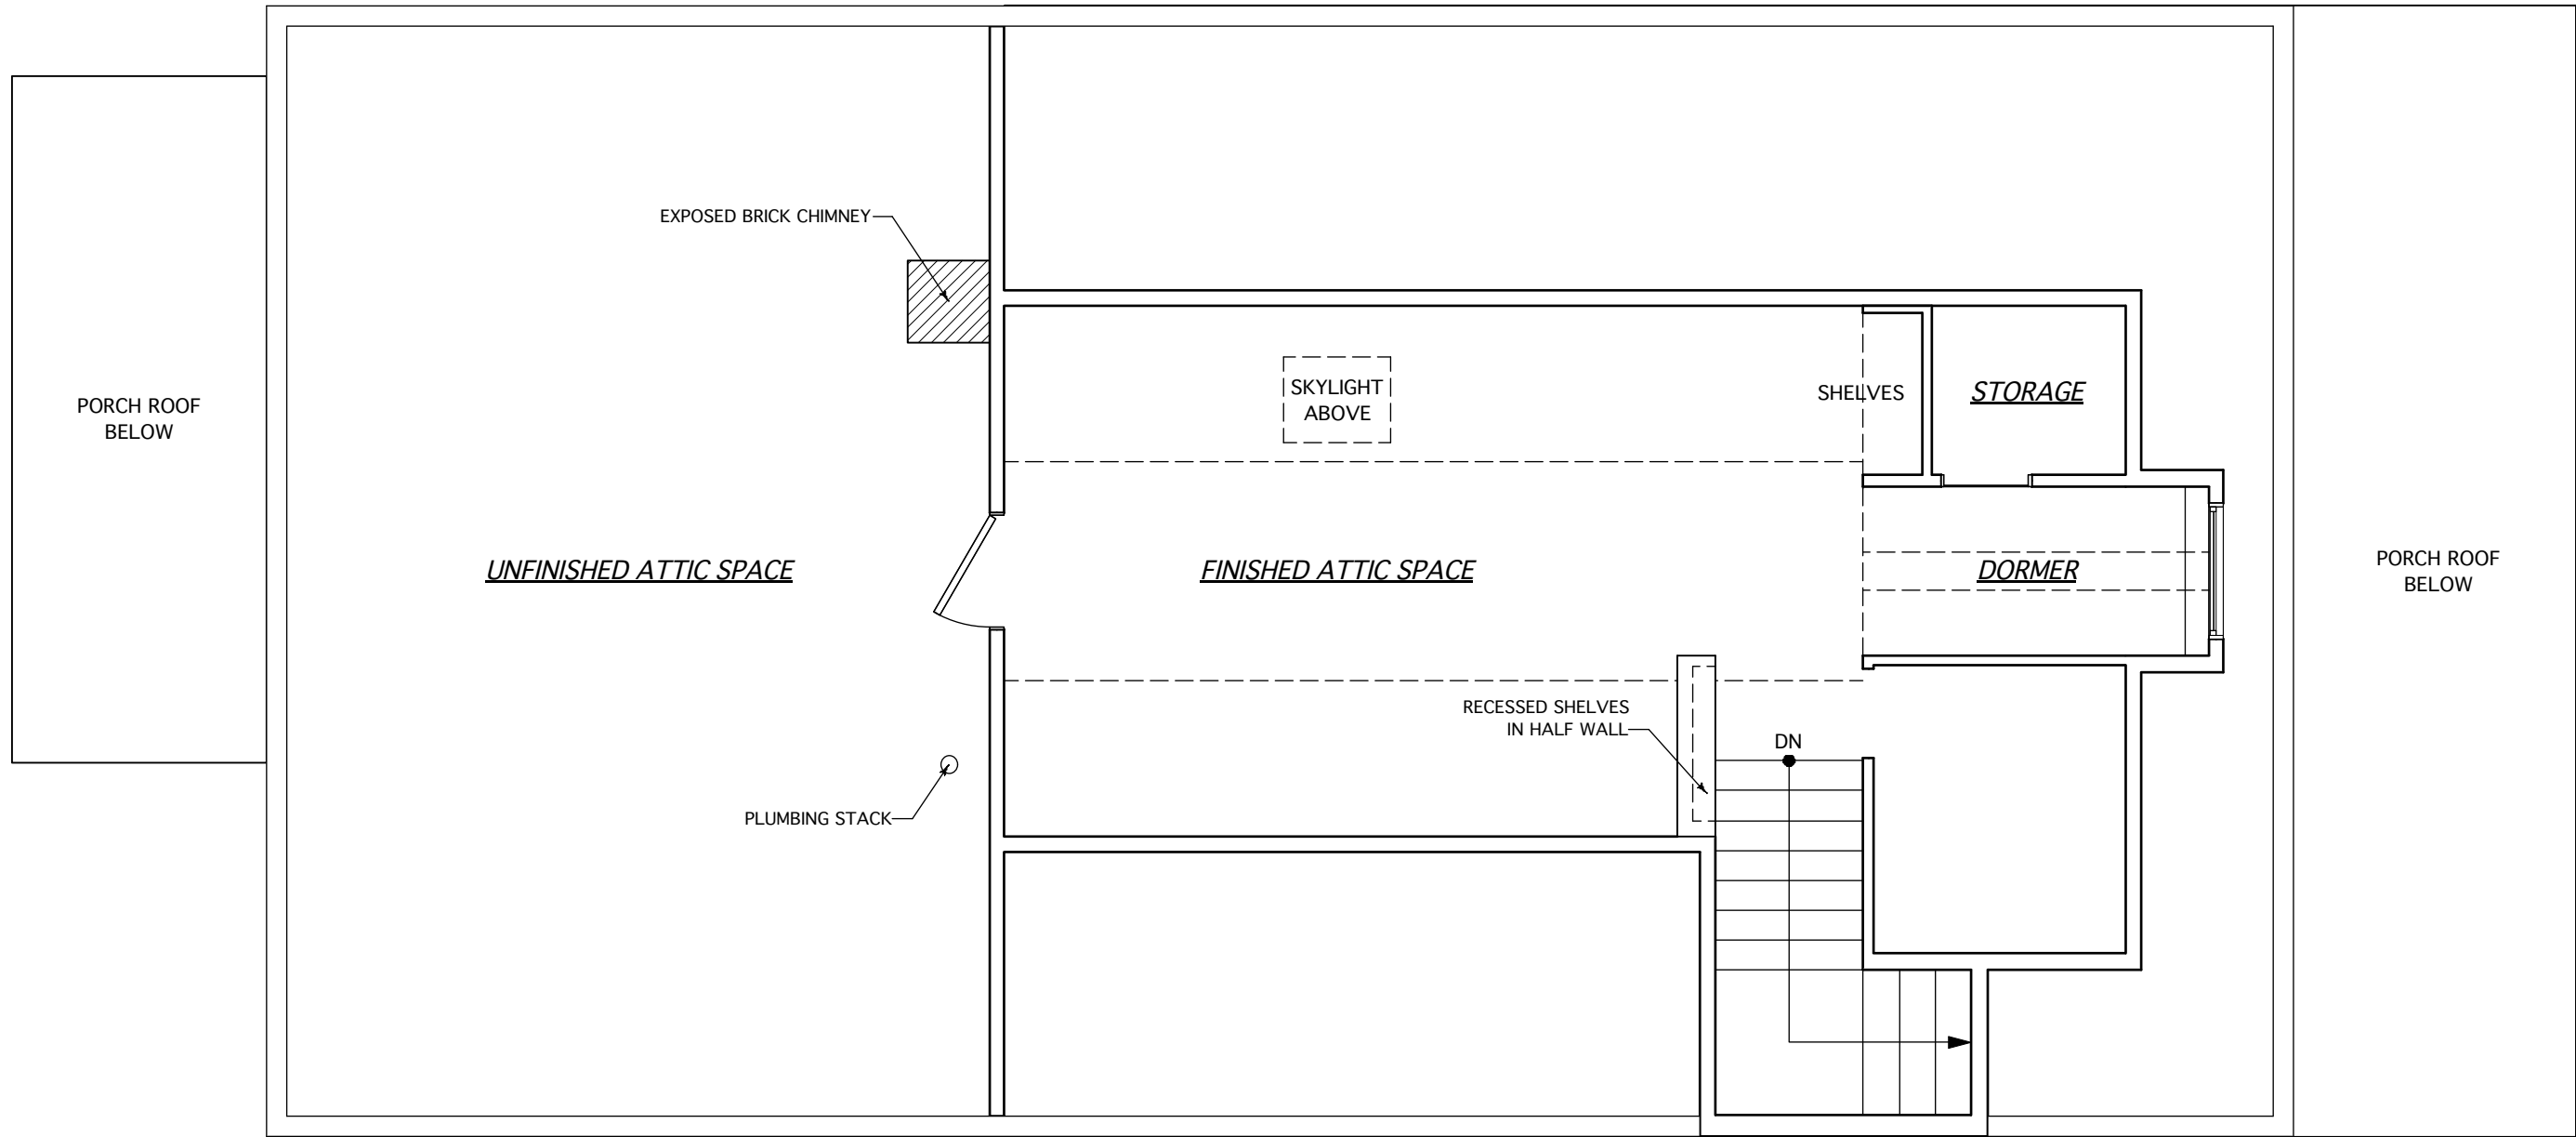 EXPOSED BRICK CHIMNEY
SKYLIGHT
ABOVE
SHELVES
STORAGE
PORCH ROOF
BELOW
UNFINISHED ATTIC SPACE
FINISHED ATTIC SPACE
DORMER
PORCH ROOF
BELOW
RECESSED SHELVES
IN HALF WALL
DN
PLUMBING STACK